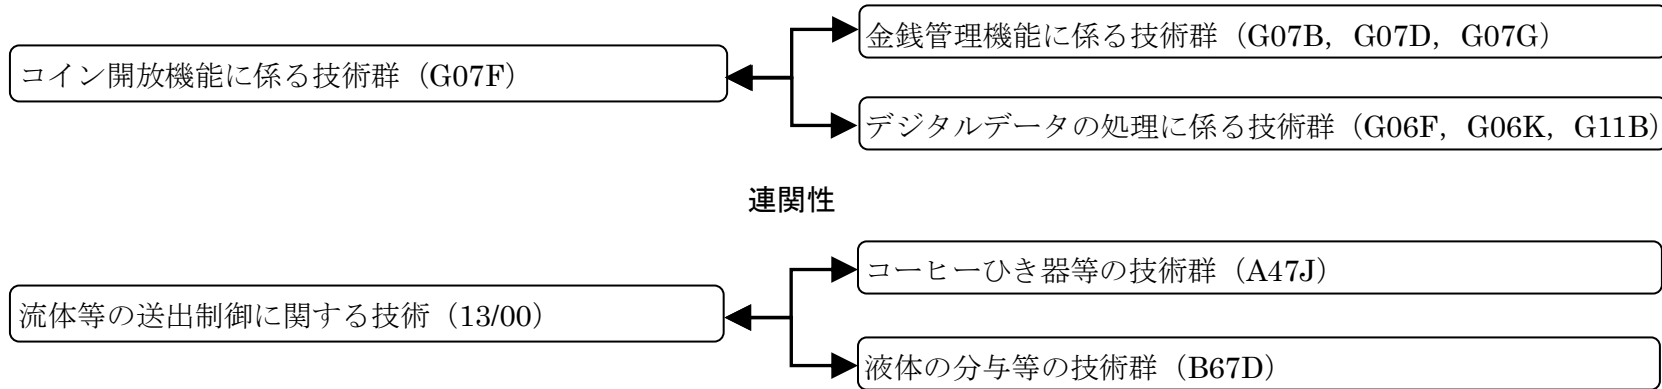 金銭管理機能に係る技術群（G07B，G07D，G07G）
コイン開放機能に係る技術群（G07F）
デジタルデータの処理に係る技術群（G06F，G06K，G11B）
連関性
コーヒーひき器等の技術群（A47J）
流体等の送出制御に関する技術（13/00）
液体の分与等の技術群（B67D）